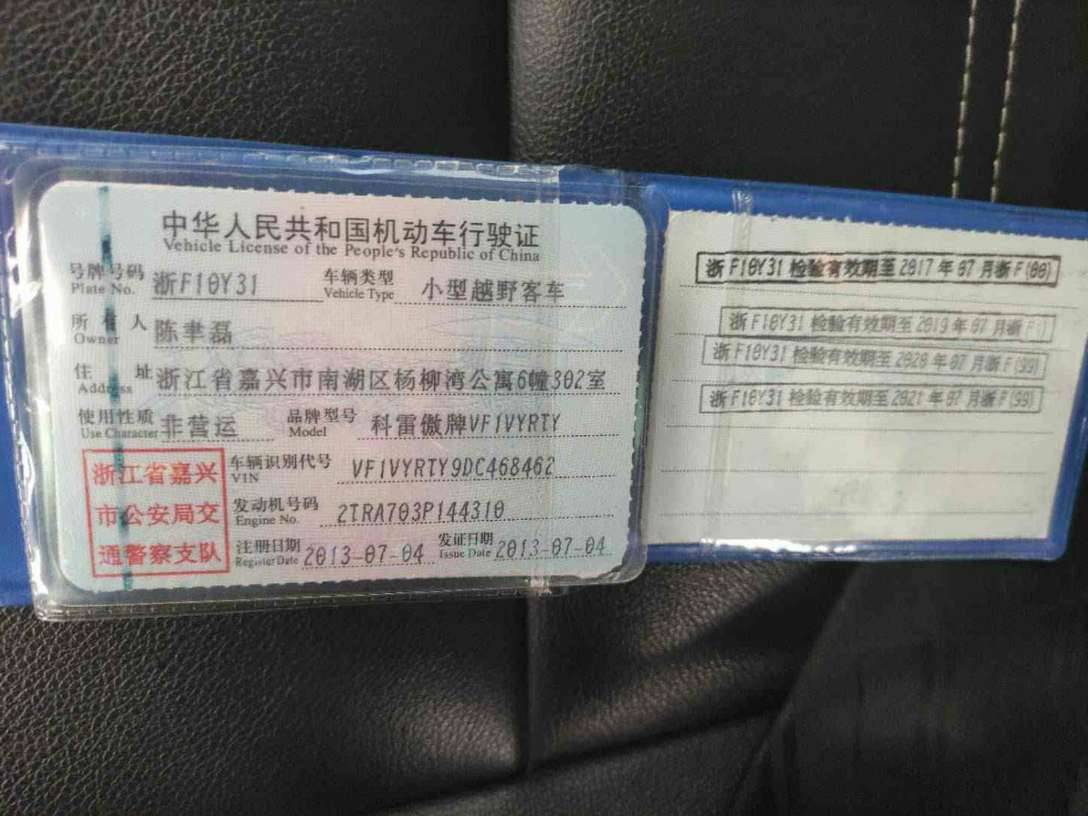 中华人民共和国机动车行驶证
Vehicle License of the People's Republic of China
号牌号码 浙F10Y31 车辆类型 小型越野客车
Plate No. Vehicle Type
所有人 陈聿磊
Owner
住址 浙江省嘉兴市南湖区杨柳湾公寓6幢302室
Address
使用性质 非营运 品牌型号 科雷傲牌VF1VYRTY
Use Character Model
浙江省嘉兴
市公安局交
通警察支队
车辆识别代号 VF1VYRTY9DC468462
VIN
发动机号码 2TRA703P144310
Engine No.
注册日期 2013-07-04 发证日期 2013-07-04
Register Date Issue Date
浙F10Y31检验有效期至2017年07月浙F(00)
浙F10Y31检验有效期至2019年07月浙F
浙F10Y31检验有效期至2020年07月浙F(99)
浙F10Y31检验有效期至2021年07月浙F(99)